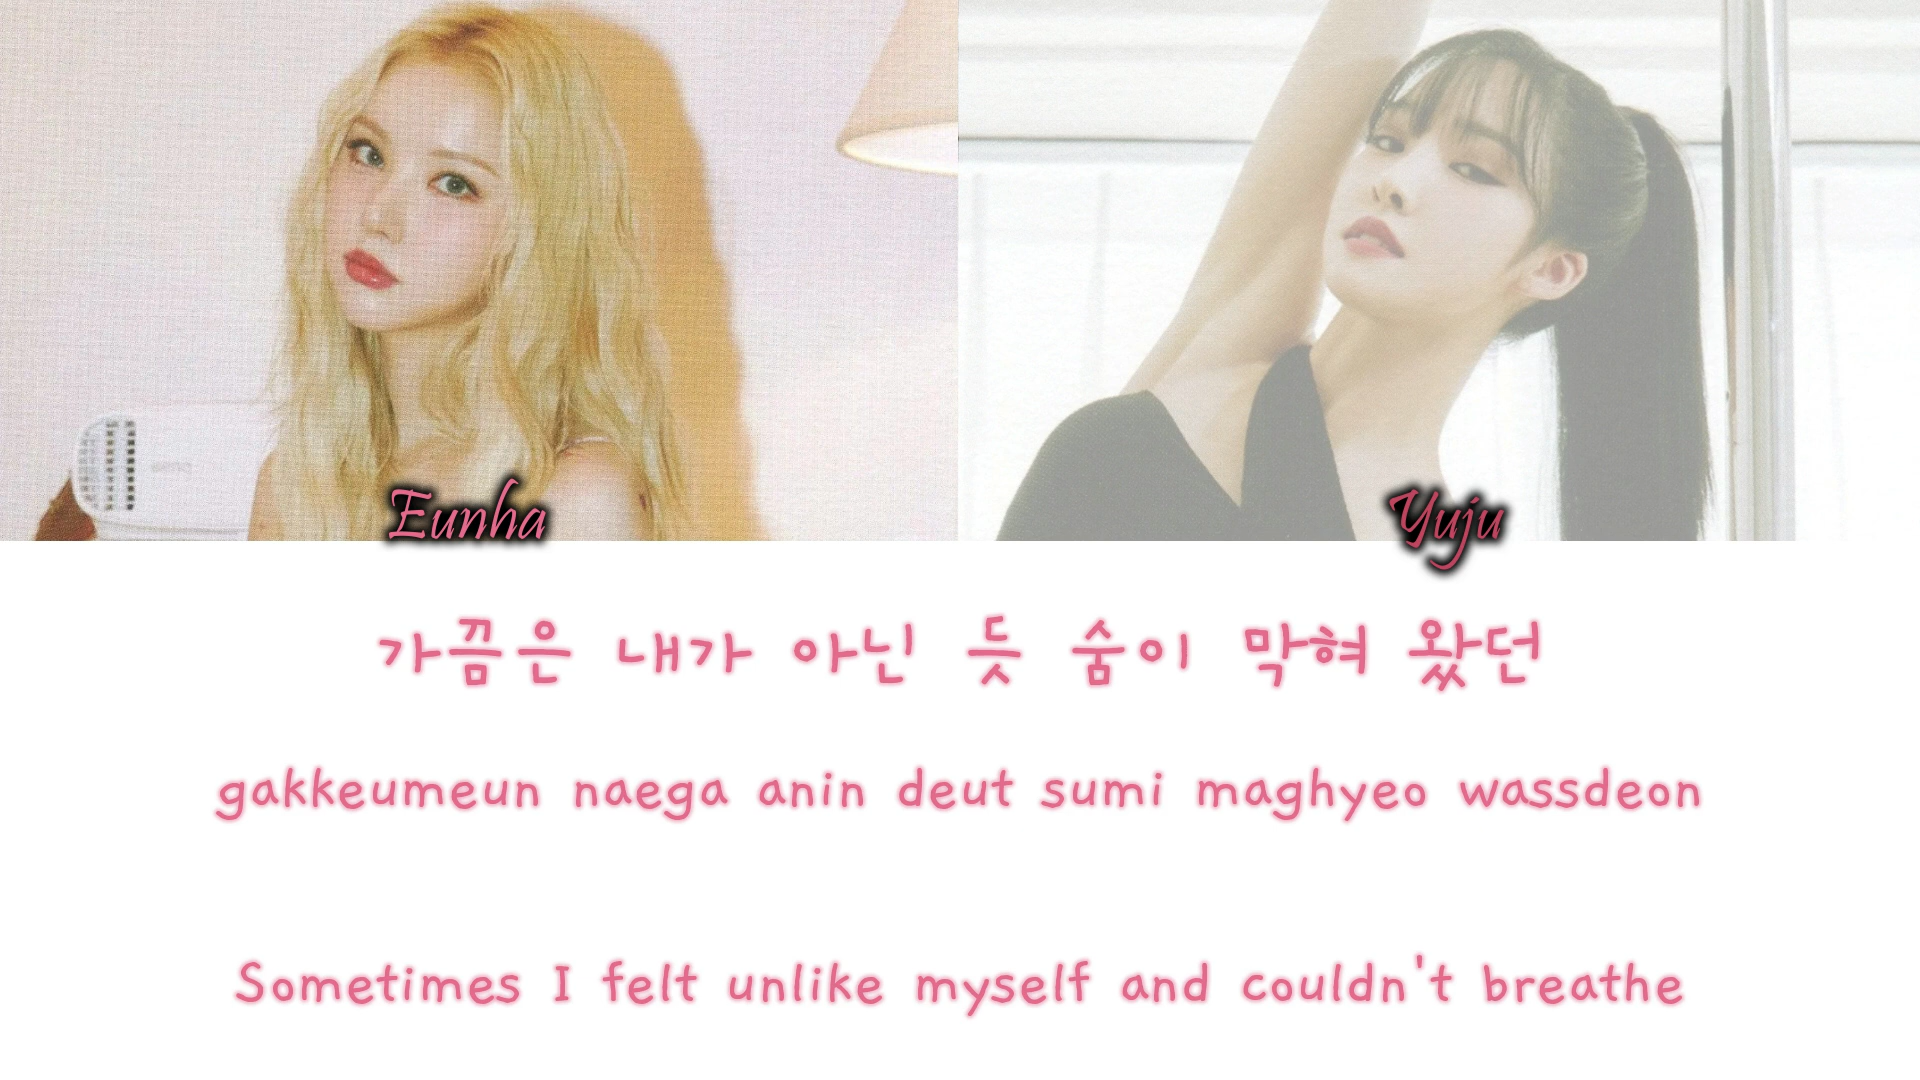 Eunha
Yuju
가끔은 내가 아닌 듯 숨이 막혀 왔던
gakkeumeun naega anin deut sumi maghyeo wassdeon
Sometimes I felt unlike myself and couldn't breathe